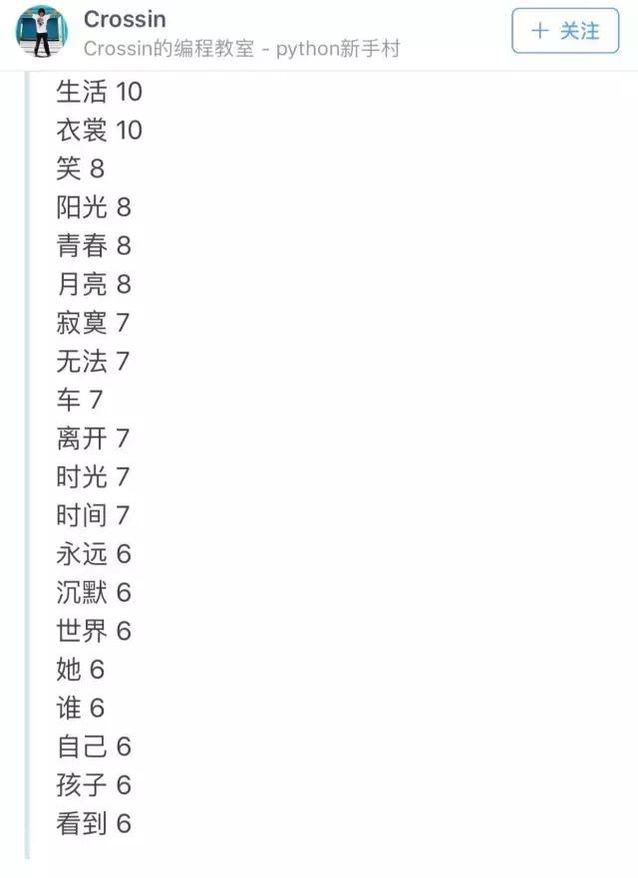 Crossin
Crossin的编程教室 - python新手村
+ 关注
生活 10
衣裳 10
笑 8
阳光 8
青春 8
月亮 8
寂寞 7
无法 7
车 7
离开 7
时光 7
时间 7
永远 6
沉默 6
世界 6
她 6
谁 6
自己 6
孩子 6
看到 6